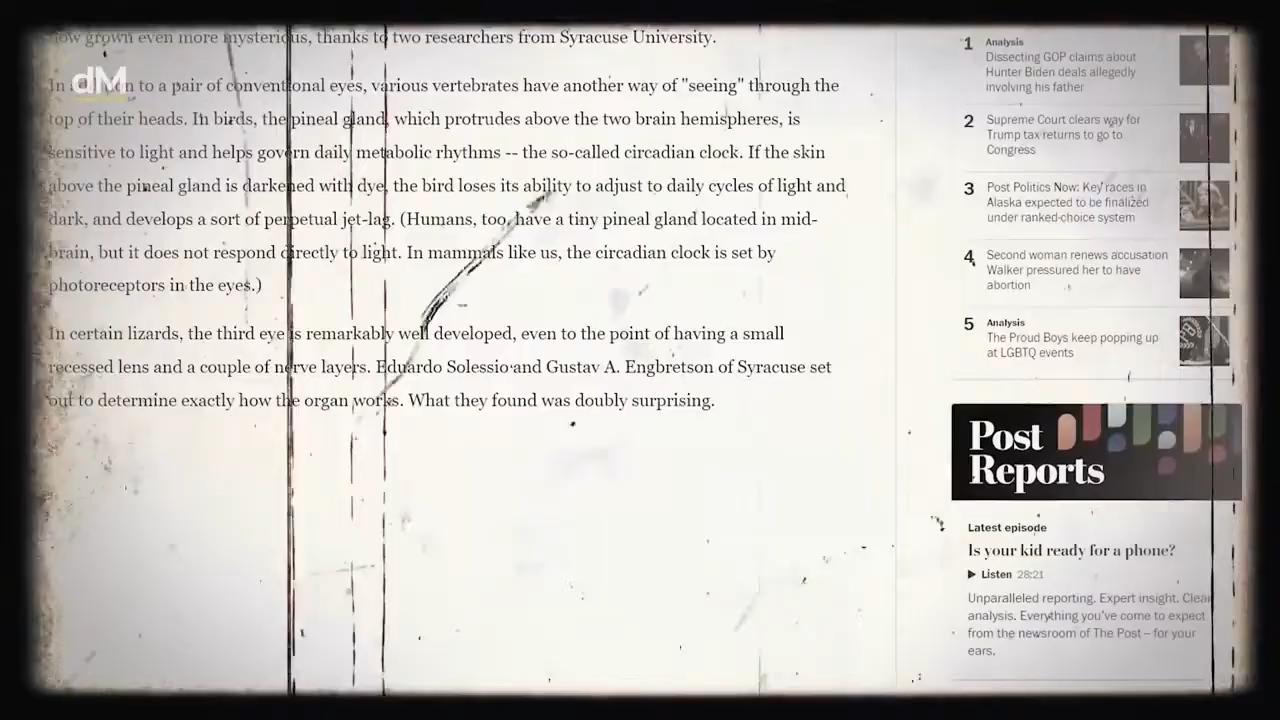 now grown even more mysterious, thanks to two researchers from Syracuse University.
dM
In addition to a pair of conventional eyes, various vertebrates have another way of "seeing" through the
top of their heads. In birds, the pineal gland, which protrudes above the two brain hemispheres, is
sensitive to light and helps govern daily metabolic rhythms -- the so-called circadian clock. If the skin
above the pineal gland is darkened with dye, the bird loses its ability to adjust to daily cycles of light and
dark, and develops a sort of perpetual jet-lag. (Humans, too, have a tiny pineal gland located in mid-
brain, but it does not respond directly to light. In mammals like us, the circadian clock is set by
photoreceptors in the eyes.)
In certain lizards, the third eye is remarkably well developed, even to the point of having a small
recessed lens and a couple of nerve layers. Eduardo Solessio and Gustav A. Engbretson of Syracuse set
out to determine exactly how the organ works. What they found was doubly surprising.
1 Analysis
Dissecting GOP claims about
Hunter Biden deals allegedly
involving his father
2 Supreme Court clears way for
Trump tax returns to go to
Congress
3 Post Politics Now: Key races in
Alaska expected to be finalized
under ranked-choice system
4 Second woman renews accusation
Walker pressured her to have
abortion
5 Analysis
The Proud Boys keep popping up
at LGBTQ events
Post
Reports
Latest episode
Is your kid ready for a phone?
Listen 28:21
Unparalleled reporting. Expert insight. Clear
analysis. Everything you've come to expect
from the newsroom of The Post – for your
ears.